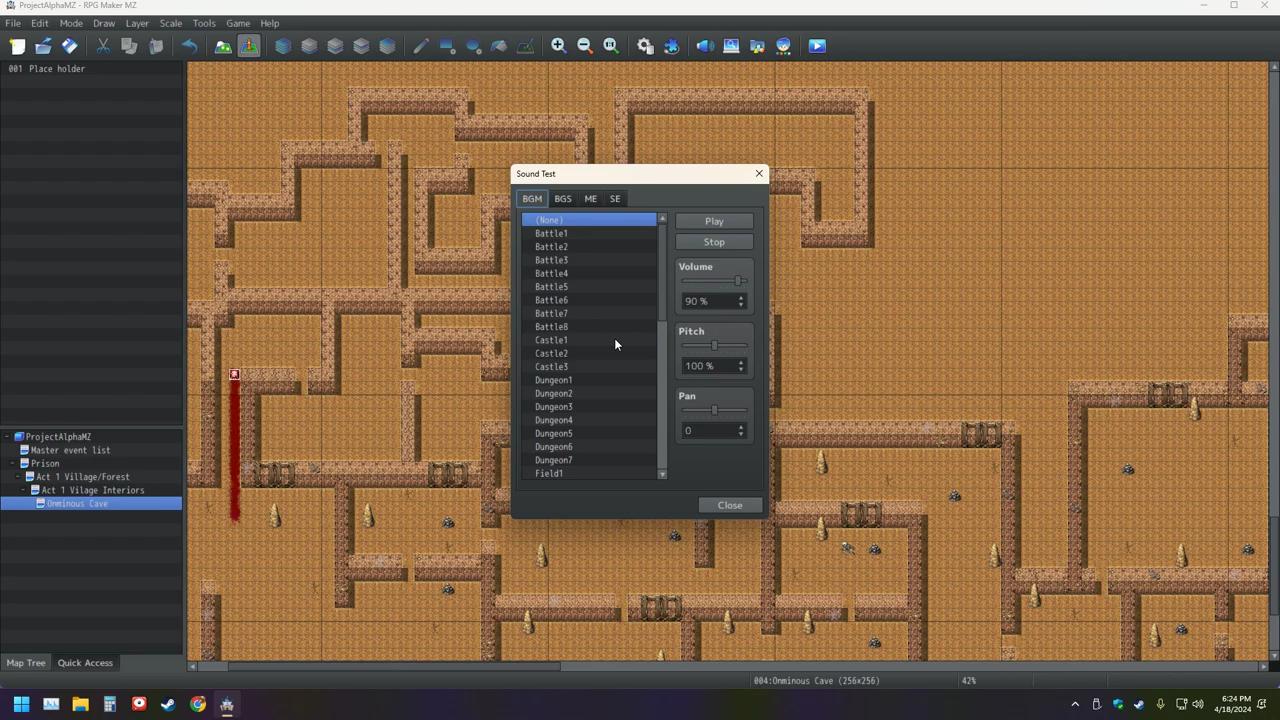 ProjectAlphaMZ - RPG Maker MZ
File Edit Mode Draw Layer Scale Tools Game Help
001 Place holder
Sound Test
BGM BGS ME SE
(None)
Battle1
Battle2
Battle3
Battle4
Battle5
Battle6
Battle7
Battle8
Castle1
Castle2
Castle3
Dungeon1
Dungeon2
Dungeon3
Dungeon4
Dungeon5
Dungeon6
Dungeon7
Field1
Play
Stop
Volume
90 %
Pitch
100 %
Pan
0
Close
ProjectAlphaMZ
Master event list
Prison
Act 1 Village/Forest
Act 1 Vilage Interiors
Onminous Cave
Map Tree Quick Access
004:Onminous Cave (256x256) 42%
6:24 PM
4/18/2024